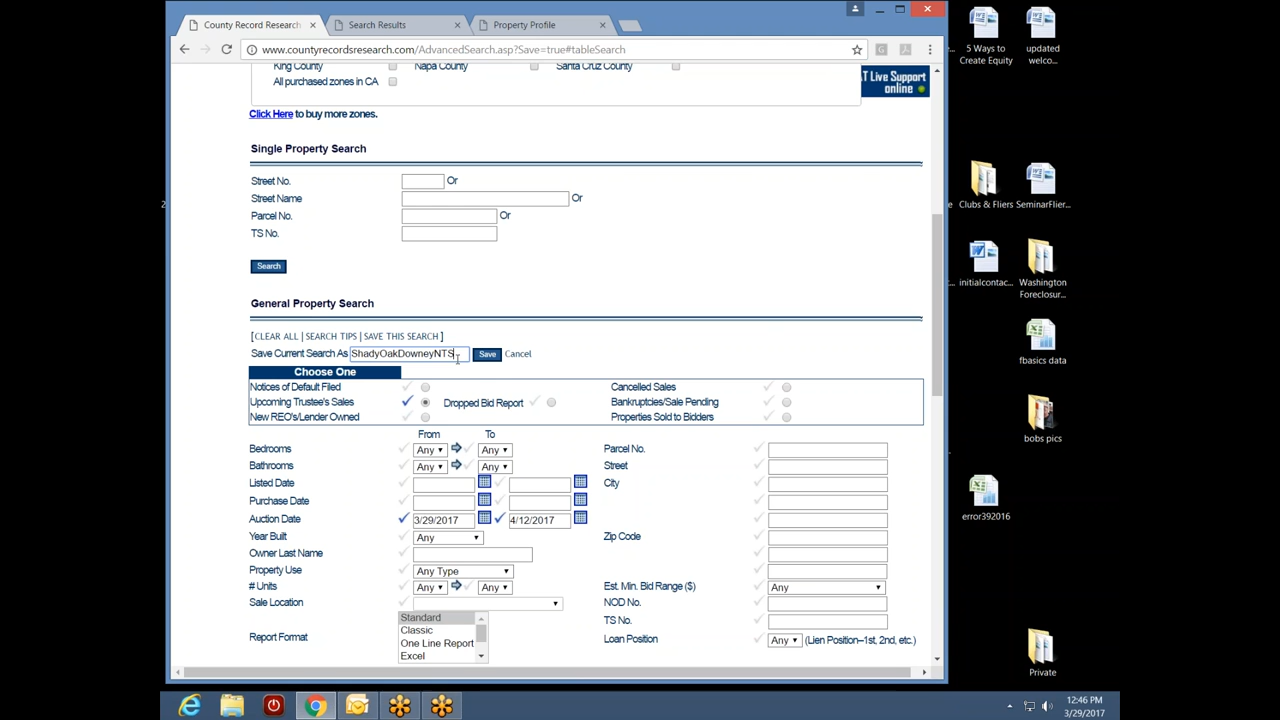 County Record Research
Search Results
Property Profile
www.countyrecordsresearch.com/AdvancedSearch.asp?Save=true#tableSearch
King County
Napa County
Santa Cruz County
All purchased zones in CA
T Live Support
online
Click Here to buy more zones.
Single Property Search
Street No.
Or
Street Name
Or
Parcel No.
Or
TS No.
Search
General Property Search
[CLEAR ALL | SEARCH TIPS | SAVE THIS SEARCH ]
Save Current Search As ShadyOakDowneyNTS Save Cancel
Choose One
Notices of Default Filed
Cancelled Sales
Upcoming Trustee's Sales
Dropped Bid Report
Bankruptcies/Sale Pending
New REO's/Lender Owned
Properties Sold to Bidders
From To
Bedrooms Any Any
Parcel No.
Bathrooms Any Any
Street
Listed Date
City
Purchase Date
Auction Date 3/29/2017 4/12/2017
Year Built Any
Zip Code
Owner Last Name
Property Use Any Type
# Units Any Any
Est. Min. Bid Range ($) Any
Sale Location
NOD No.
Report Format
Standard
Classic
One Line Report
Excel
TS No.
Loan Position Any (Lien Position--1st, 2nd, etc.)
5 Ways to
Create Equity
updated
welco...
Clubs & Fliers
SeminarFlier...
initialcontac...
Washington
Foreclosur...
fbasics data
bobs pics
error392016
Private
12:46 PM
3/29/2017